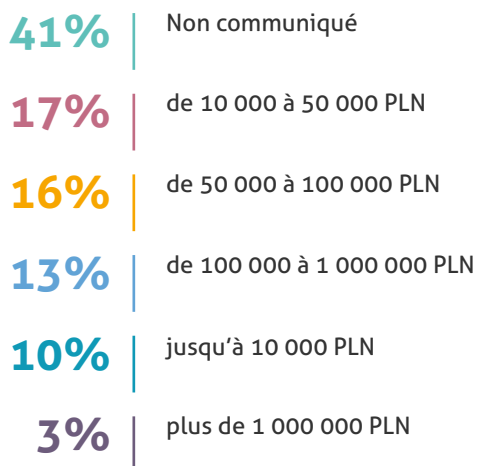 41% Non communiqué
17% de 10 000 à 50 000 PLN
16% de 50 000 à 100 000 PLN
13% de 100 000 à 1 000 000 PLN
10% jusqu’à 10 000 PLN
3% plus de 1 000 000 PLN